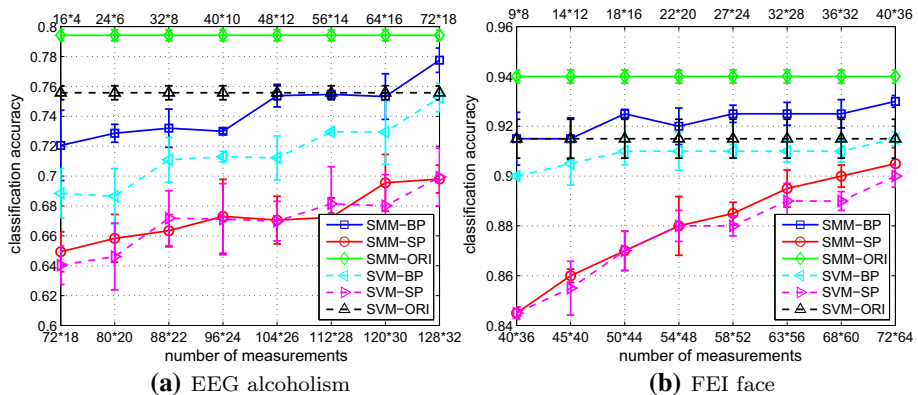 16*4 24*6 32*8 40*10 48*12 56*14 64*16 72*18
0.8
0.78
0.76
0.74
0.72
0.7
0.68
0.66
0.64
0.62
0.6
classification accuracy
SMM-BP
SMM-SP
SMM-ORI
SVM-BP
SVM-SP
SVM-ORI
72*18 80*20 88*22 96*24 104*26 112*28 120*30 128*32
number of measurements
(a) EEG alcoholism
9*8 14*12 18*16 22*20 27*24 32*28 36*32 40*36
0.96
0.94
0.92
0.9
0.88
0.86
0.84
classification accuracy
SMM-BP
SMM-SP
SMM-ORI
SVM-BP
SVM-SP
SVM-ORI
40*36 45*40 50*44 54*48 58*52 63*56 68*60 72*64
number of measurements
(b) FEI face